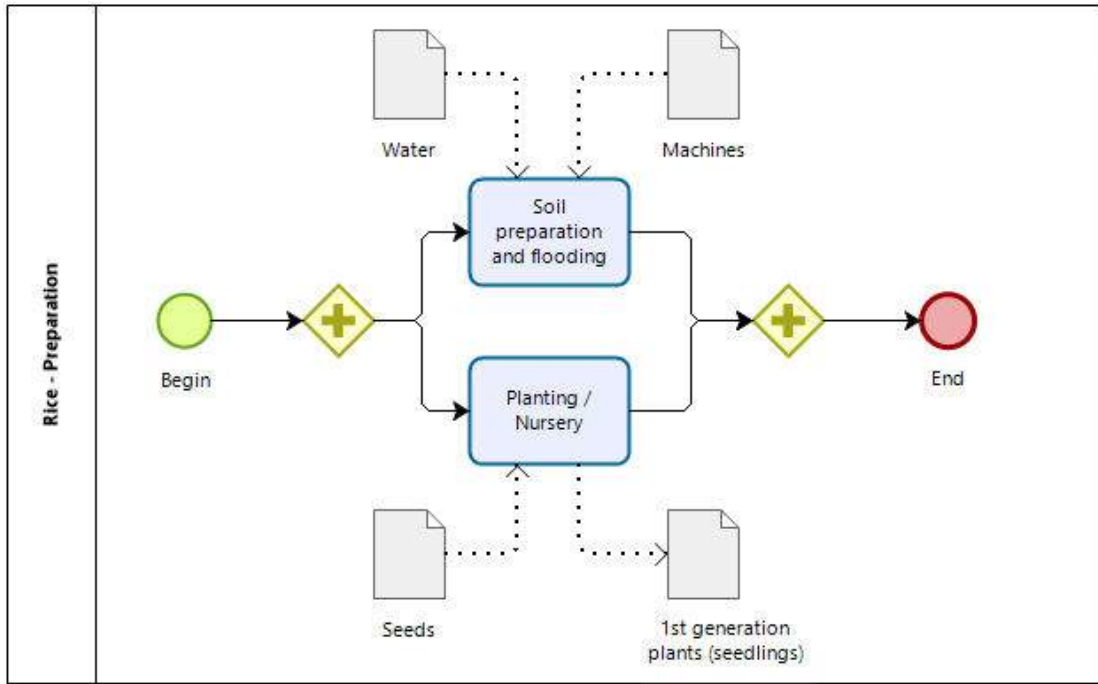 Rice - Preparation
Water
Machines
Soil
preparation
and flooding
Begin
End
Planting /
Nursery
Seeds
1st generation
plants (seedlings)